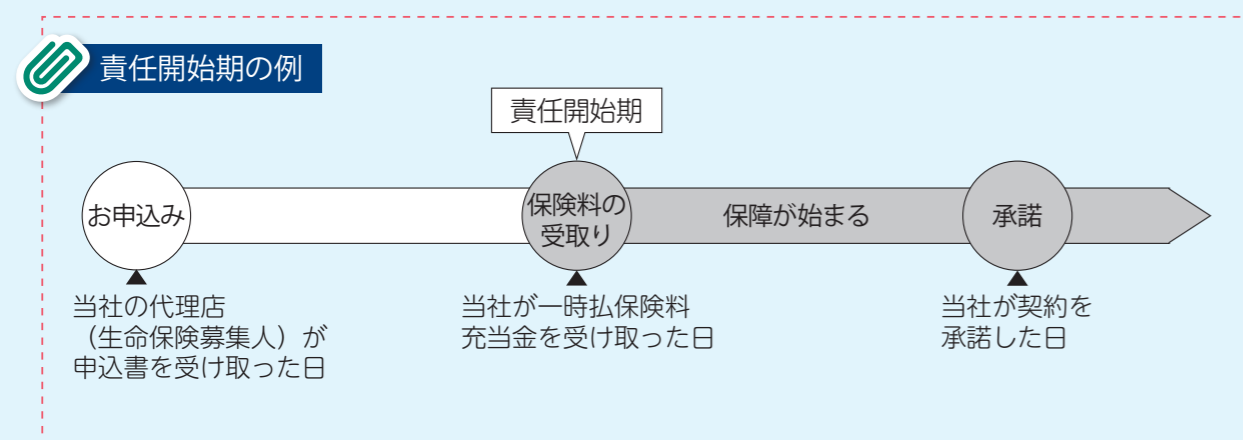 責任開始期の例
責任開始期
お申込み
保険料の
受取り
保障が始まる
承諾
当社の代理店
（生命保険募集人）が
申込書を受け取った日
当社が一時払保険料
充当金を受け取った日
当社が契約を
承諾した日